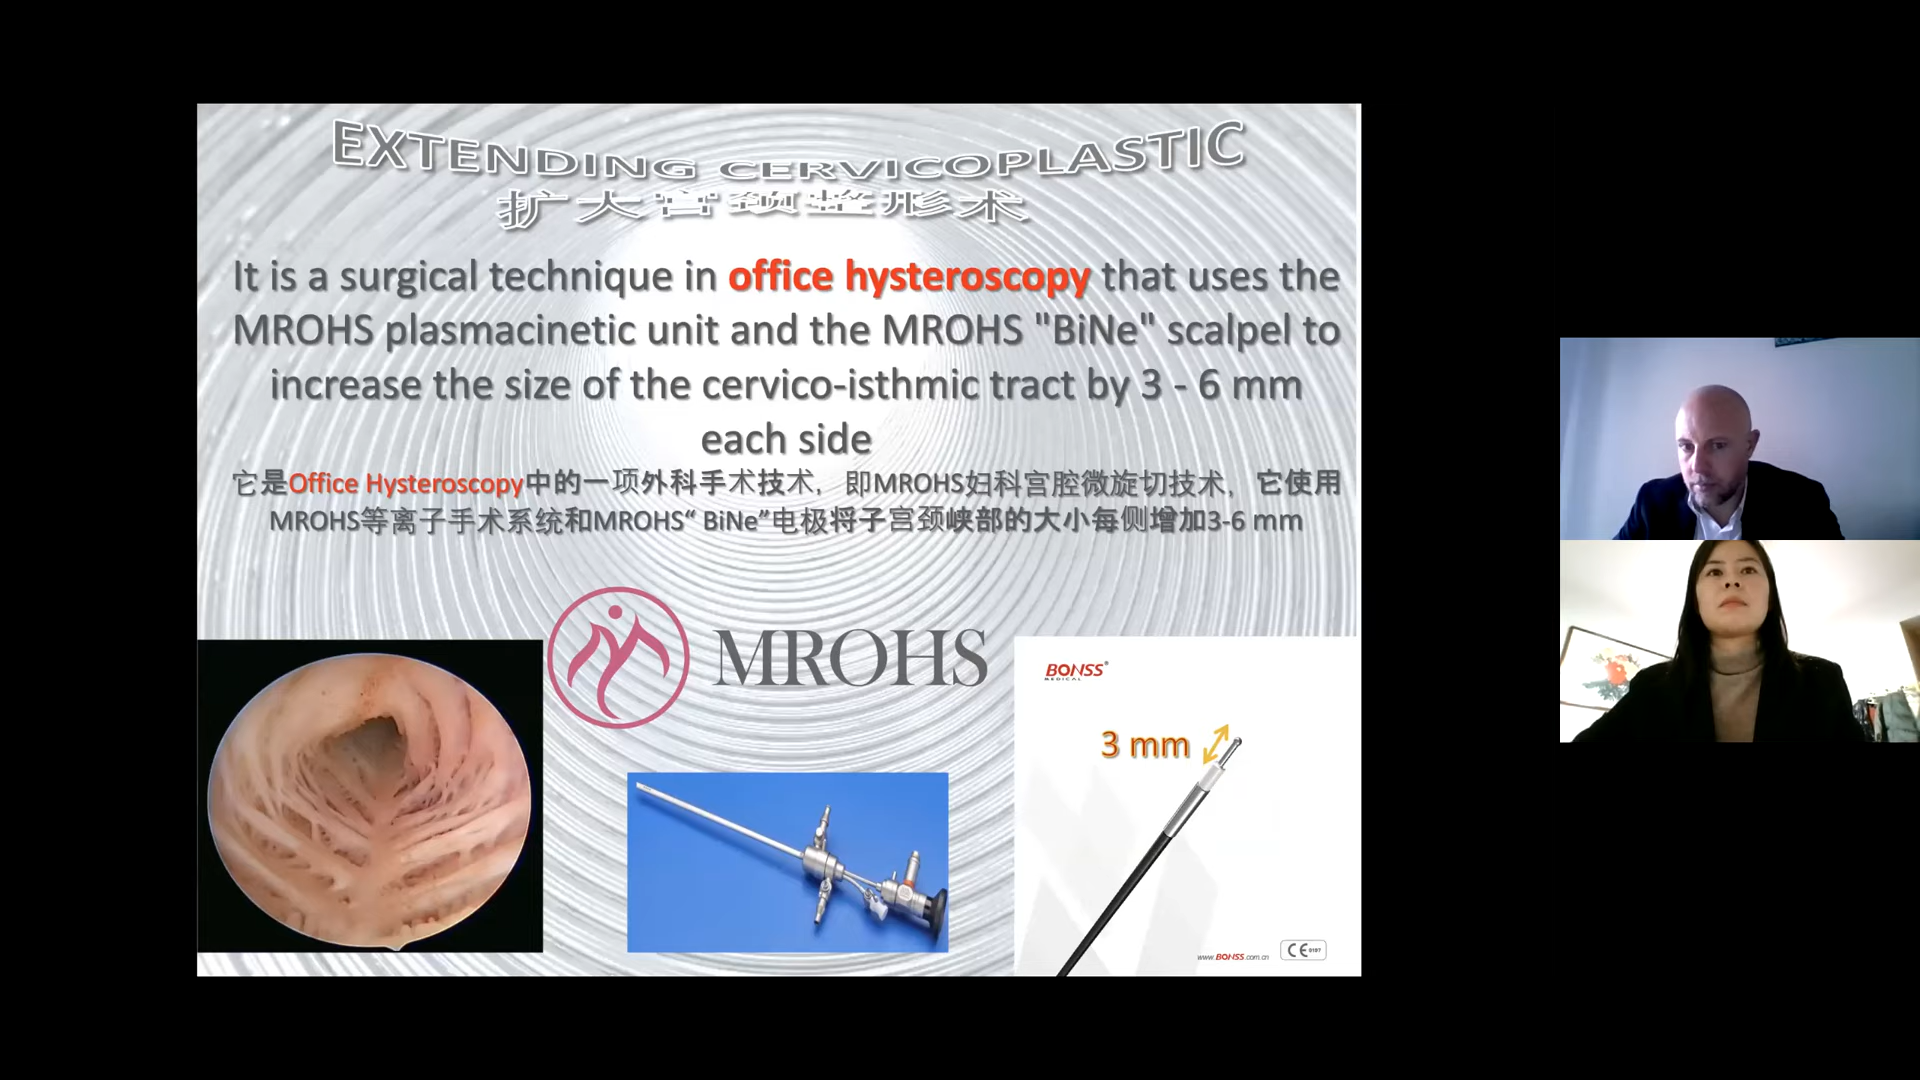 EXTENDING CERVICOPLASTIC
扩大宫颈整形术
It is a surgical technique in office hysteroscopy that uses the
MROHS plasmacinetic unit and the MROHS "BiNe" scalpel to
increase the size of the cervico-isthmic tract by 3 - 6 mm
each side
它是Office Hysteroscopy中的一项外科手术技术，即MROHS妇科宫腔微旋切技术，它使用
MROHS等离子手术系统和MROHS“ BiNe”电极将子宫颈峡部的大小每侧增加3-6 mm
MROHS
BONSS®
MEDICAL
3 mm
www.BONSS.com.cn
CE 0197